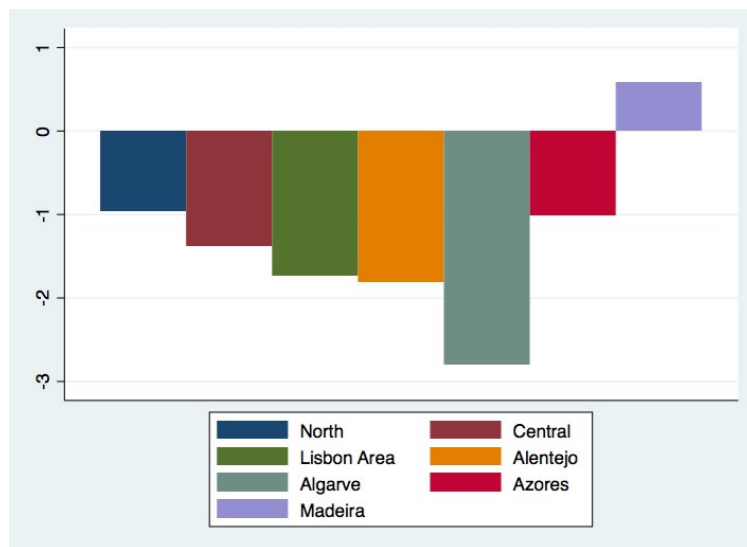 1
0
-1
-2
-3
North
Central
Lisbon Area
Alentejo
Algarve
Azores
Madeira